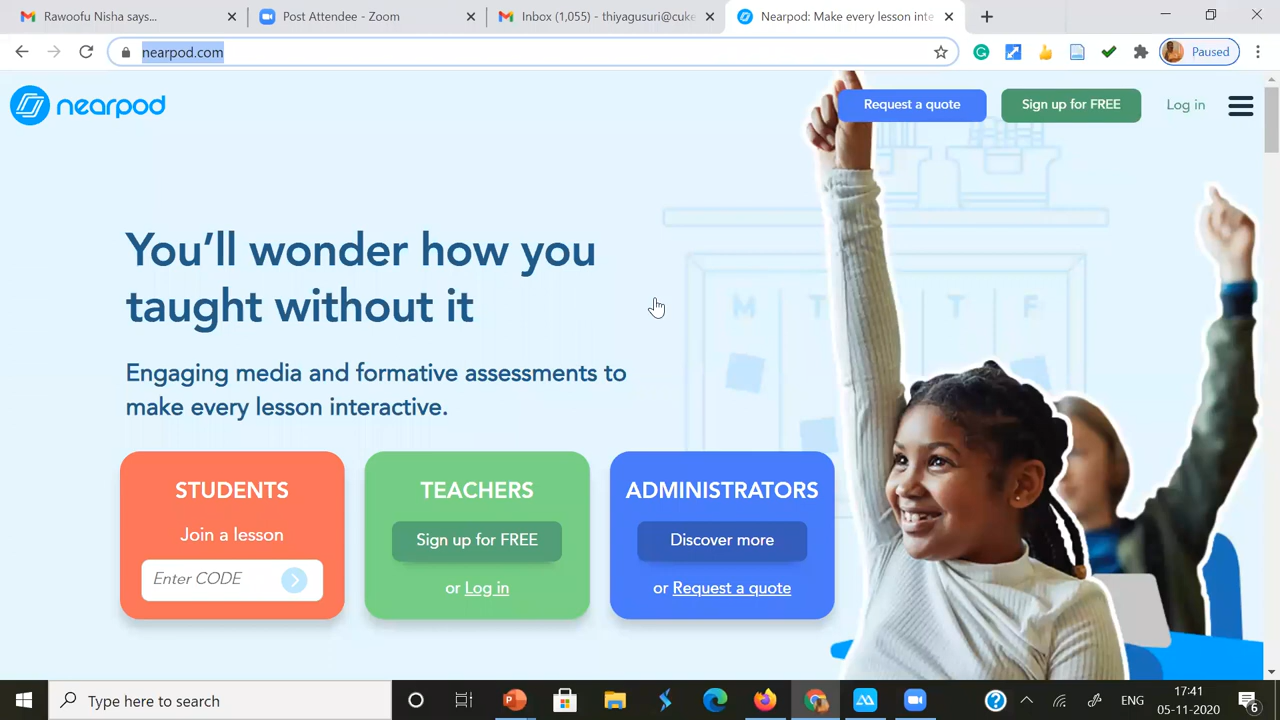 Rawoofu Nisha says...
Post Attendee - Zoom
Inbox (1,055) - thiyagusuri@cuke
Nearpod: Make every lesson inte
nearpod.com
Paused
nearpod
Request a quote
Sign up for FREE
Log in
You'll wonder how you
taught without it
M T T F
Engaging media and formative assessments to
make every lesson interactive.
STUDENTS
Join a lesson
Enter CODE
TEACHERS
Sign up for FREE
or Log in
ADMINISTRATORS
Discover more
or Request a quote
Type here to search
ENG
17:41
05-11-2020
6